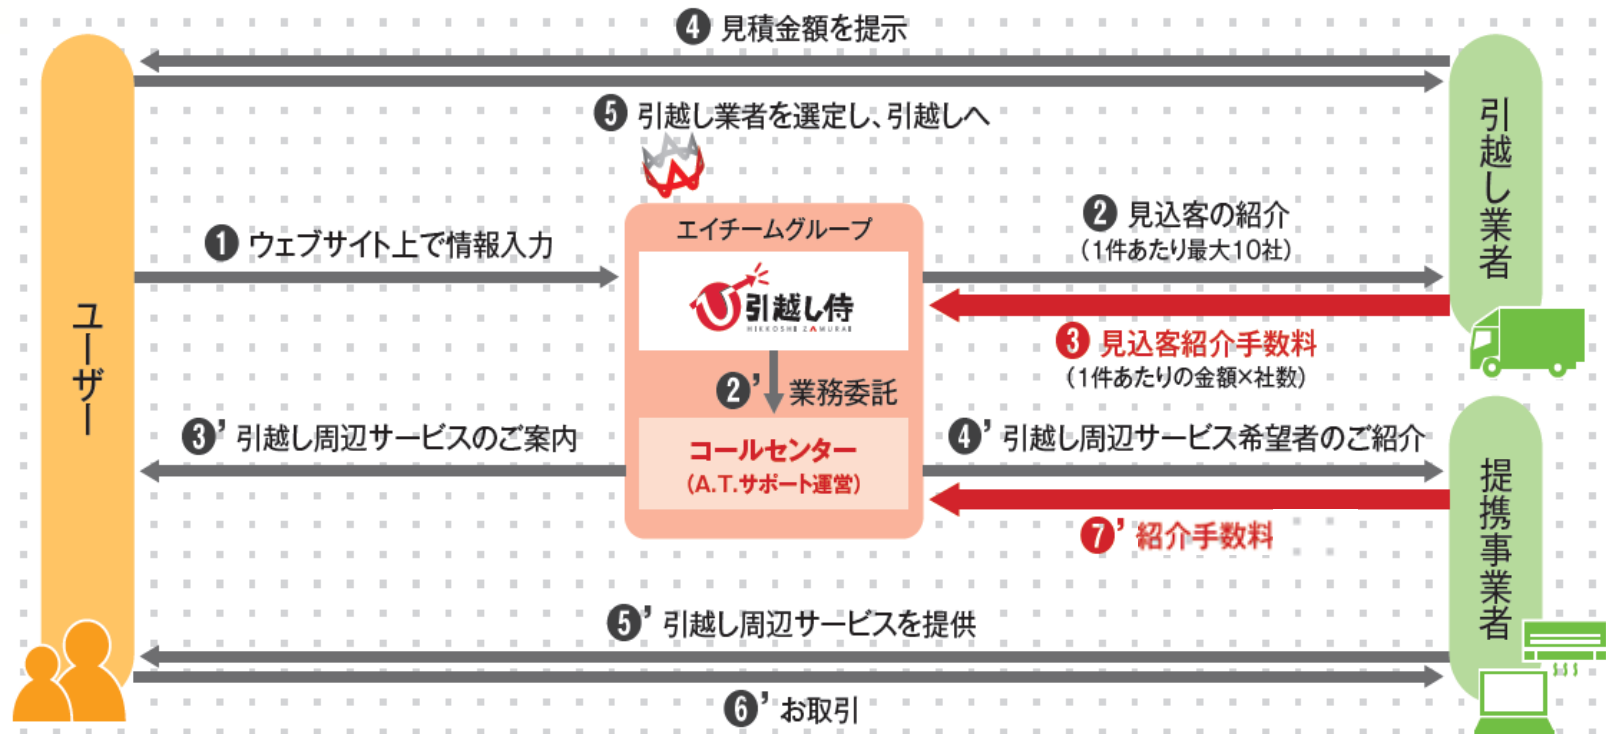 ❹ 見積金額を提示
❺ 引越し業者を選定し、引越しへ
ユーザー
引越し業者
提携事業者
エイチームグループ
引越し侍
HIKKOSHI ZAMURAI
❶ ウェブサイト上で情報入力
❷ 見込客の紹介
(1件あたり最大10社)
❸ 見込客紹介手数料
(1件あたりの金額×社数)
❷' 業務委託
コールセンター
(A.T.サポート運営)
❸' 引越し周辺サービスのご案内
❹' 引越し周辺サービス希望者のご紹介
❼' 紹介手数料
❺' 引越し周辺サービスを提供
❻' お取引